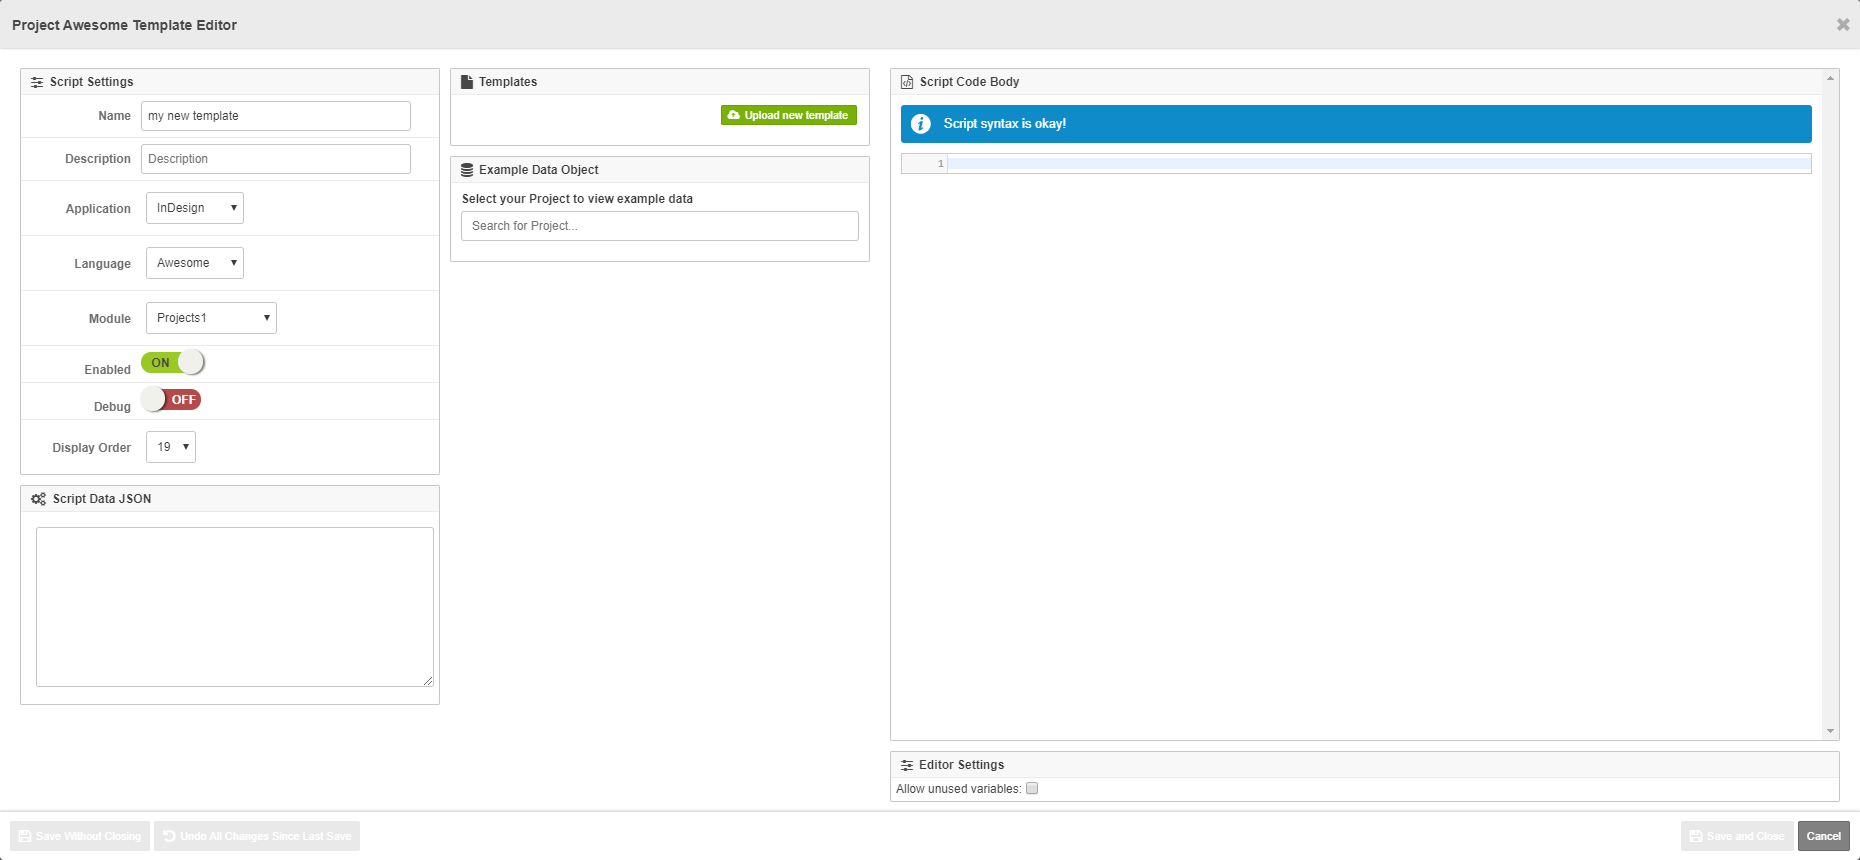 Project Awesome Template Editor
Script Settings
Name my new template
Description Description
Application InDesign
Language Awesome
Module Projects1
Enabled ON
Debug OFF
Display Order 19
Script Data JSON
Templates
Upload new template
Example Data Object
Select your Project to view example data
Search for Project...
Script Code Body
Script syntax is okay!
1
Editor Settings
Allow unused variables:
Save Without Closing Undo All Changes Since Last Save Save and Close Cancel